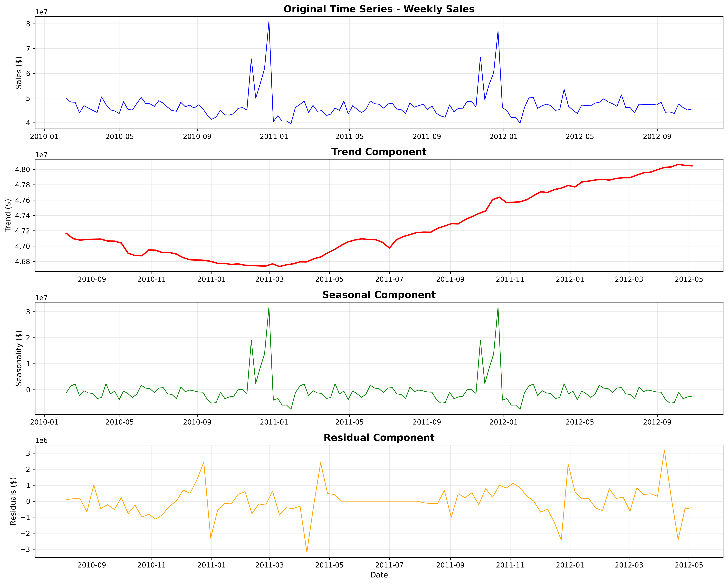 Original Time Series - Weekly Sales
1e7
Sales ($)
8
7
6
5
4
2010-01 2010-05 2010-09 2011-01 2011-05 2011-09 2012-01 2012-05 2012-09
Trend Component
1e7
Trend ($)
4.80
4.78
4.76
4.74
4.72
4.70
4.68
2010-09 2010-11 2011-01 2011-03 2011-05 2011-07 2011-09 2011-11 2012-01 2012-03 2012-05
Seasonal Component
1e7
Seasonality ($)
3
2
1
0
2010-01 2010-05 2010-09 2011-01 2011-05 2011-09 2012-01 2012-05 2012-09
Residual Component
1e6
Residuals ($)
3
2
1
0
−1
−2
−3
2010-09 2010-11 2011-01 2011-03 2011-05 2011-07 2011-09 2011-11 2012-01 2012-03 2012-05
Date